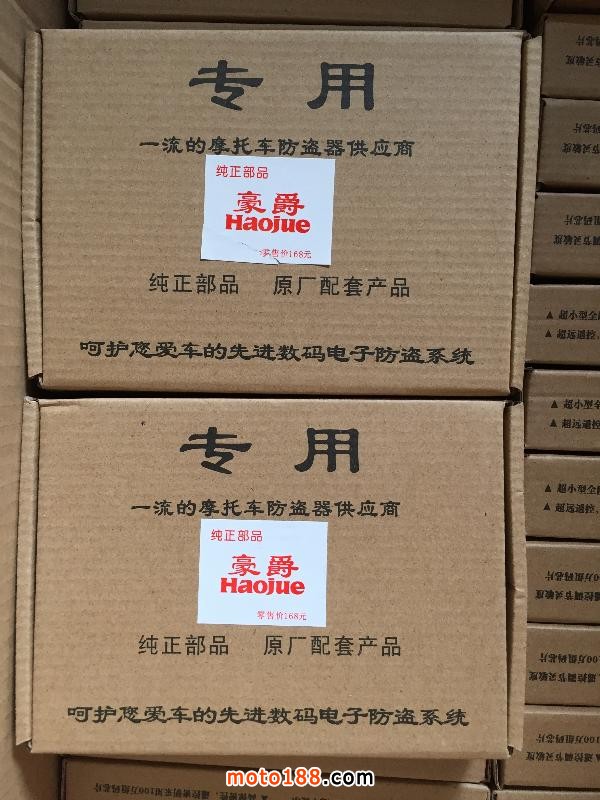 专用
一流的摩托车防盗器供应商
纯正部品
豪爵
Haojue
零售价168元
纯正部品 原厂配套产品
呵护您爱车的先进数码电子防盗系统
专用
一流的摩托车防盗器供应商
纯正部品
豪爵
Haojue
零售价168元
纯正部品 原厂配套产品
呵护您爱车的先进数码电子防盗系统
moto188.com